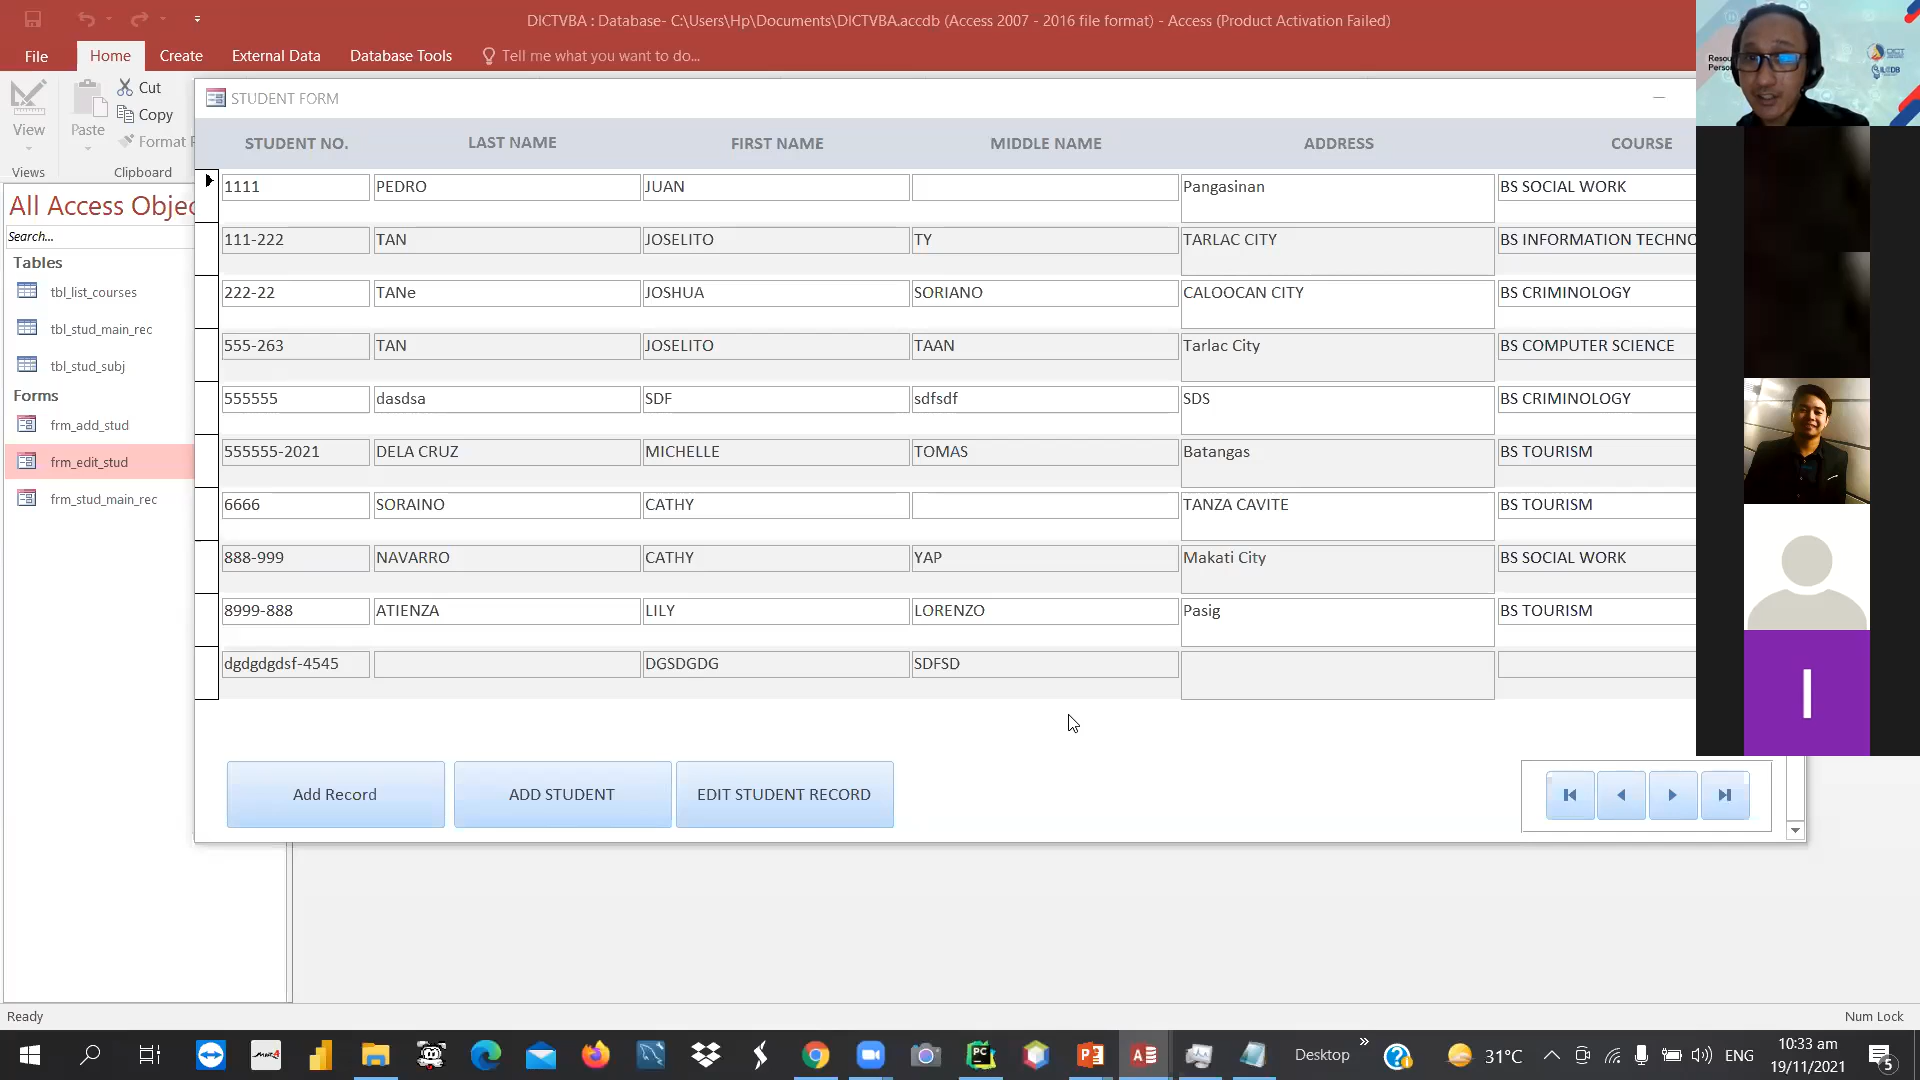 DICTVBA : Database- C:\Users\Hp\Documents\DICTVBA.accdb (Access 2007 - 2016 file format) - Access (Product Activation Failed)
File Home Create External Data Database Tools Tell me what you want to do...
View
Paste
Cut
Copy
Format
Views Clipboard
All Access Objec
Search...
Tables
tbl_list_courses
tbl_stud_main_rec
tbl_stud_subj
Forms
frm_add_stud
frm_edit_stud
frm_stud_main_rec
STUDENT FORM
STUDENT NO. LAST NAME FIRST NAME MIDDLE NAME ADDRESS COURSE
1111 PEDRO JUAN Pangasinan BS SOCIAL WORK
111-222 TAN JOSELITO TY TARLAC CITY BS INFORMATION TECHNO
222-22 TANe JOSHUA SORIANO CALOOCAN CITY BS CRIMINOLOGY
555-263 TAN JOSELITO TAAN Tarlac City BS COMPUTER SCIENCE
555555 dasdsa SDF sdfsdf SDS BS CRIMINOLOGY
555555-2021 DELA CRUZ MICHELLE TOMAS Batangas BS TOURISM
6666 SORAINO CATHY TANZA CAVITE BS TOURISM
888-999 NAVARRO CATHY YAP Makati City BS SOCIAL WORK
8999-888 ATIENZA LILY LORENZO Pasig BS TOURISM
dgdgdgdsf-4545 DGSDGDG SDFSD
Add Record ADD STUDENT EDIT STUDENT RECORD
Resou
Person
I
Ready Num Lock
Desktop 31°C ENG 10:33 am
19/11/2021
5